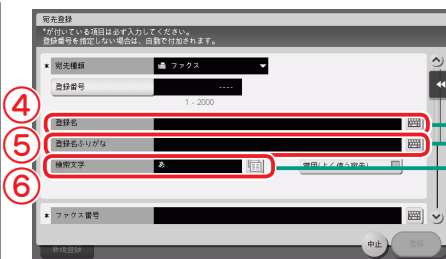 宛先登録
*が付いている項目は必ず入力してください。
登録番号を指定しない場合は、自動で付加されます。
* 宛先種類 ファクス
登録番号 ----
1 - 2000
④ 登録名
⑤ 登録名ふりがな
⑥ 検索文字 あ 常用(よく使う宛先)
* ファクス番号
新規登録 中止 登録